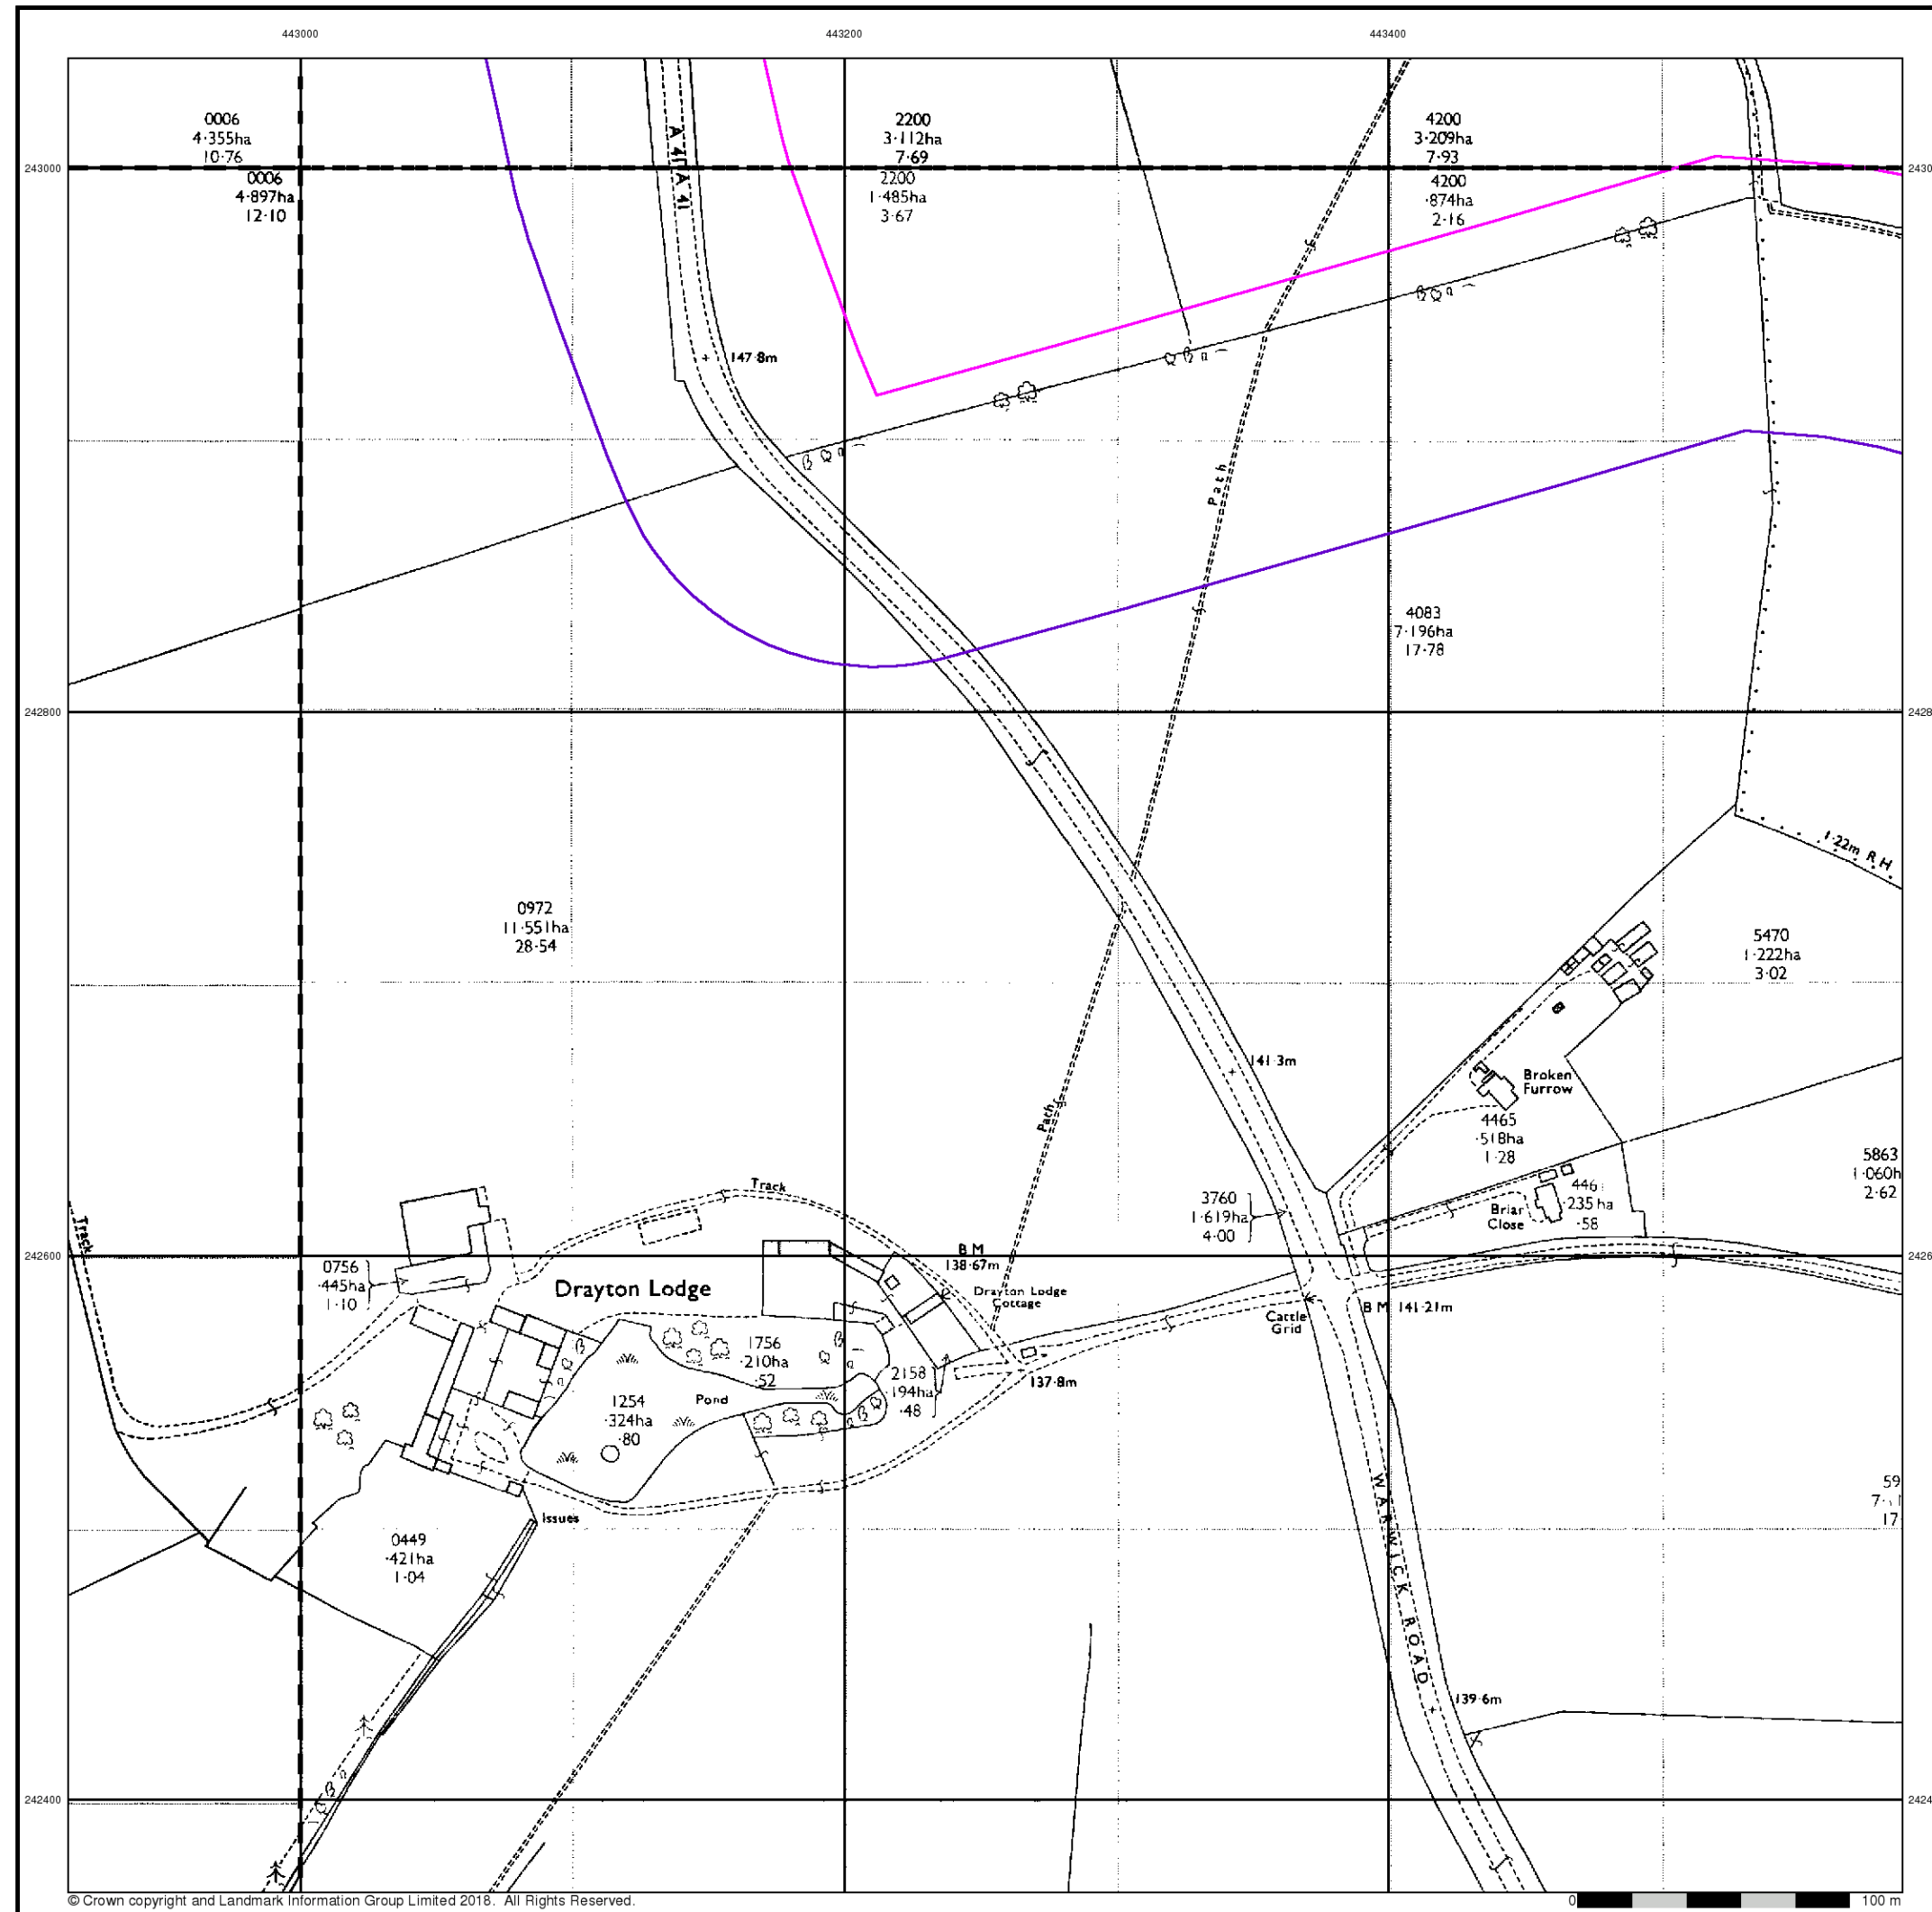 443000
443200
443400
0006
4·355ha
10·76
2200
3·112ha
7·69
4200
3·209ha
7·93
243000
0006
4·897ha
12·10
2200
1·485ha
3·67
4200
·874ha
2·16
2430
A 41
A 41
147·8m
Path
4083
7·196ha
17·78
242800
2428
1·22m R H
0972
11·551ha
28·54
5470
1·222ha
3·02
141·3m
Broken
Furrow
4465
·518ha
1·28
Path
5863
1·060h
2·62
Track
Track
3760
1·619ha
4·00
446
·235 ha
·58
Briar
Close
242600
2426
B M
138·67m
0756
·445ha
1·10
Drayton Lodge
Drayton Lodge
Cottage
Cattle
Grid
B M 141·21m
1756
·210ha
·52
2158
·194ha
·48
137·8m
1254
·324ha
·80
Pond
WARWICK ROAD
59
17
Issues
0449
·421ha
1·04
139·6m
242400
2424
© Crown copyright and Landmark Information Group Limited 2018. All Rights Reserved.
0 100 m